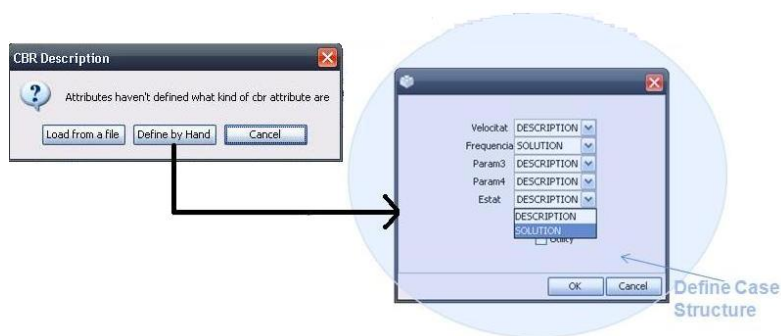 CBR Description
Attributes haven't defined what kind of cbr attribute are
Load from a file
Define by Hand
Cancel
Velocitat DESCRIPTION
Frequencia SOLUTION
Param3 DESCRIPTION
Param4 DESCRIPTION
Estat DESCRIPTION
DESCRIPTION
SOLUTION
Utility
OK
Cancel
Define Case
Structure